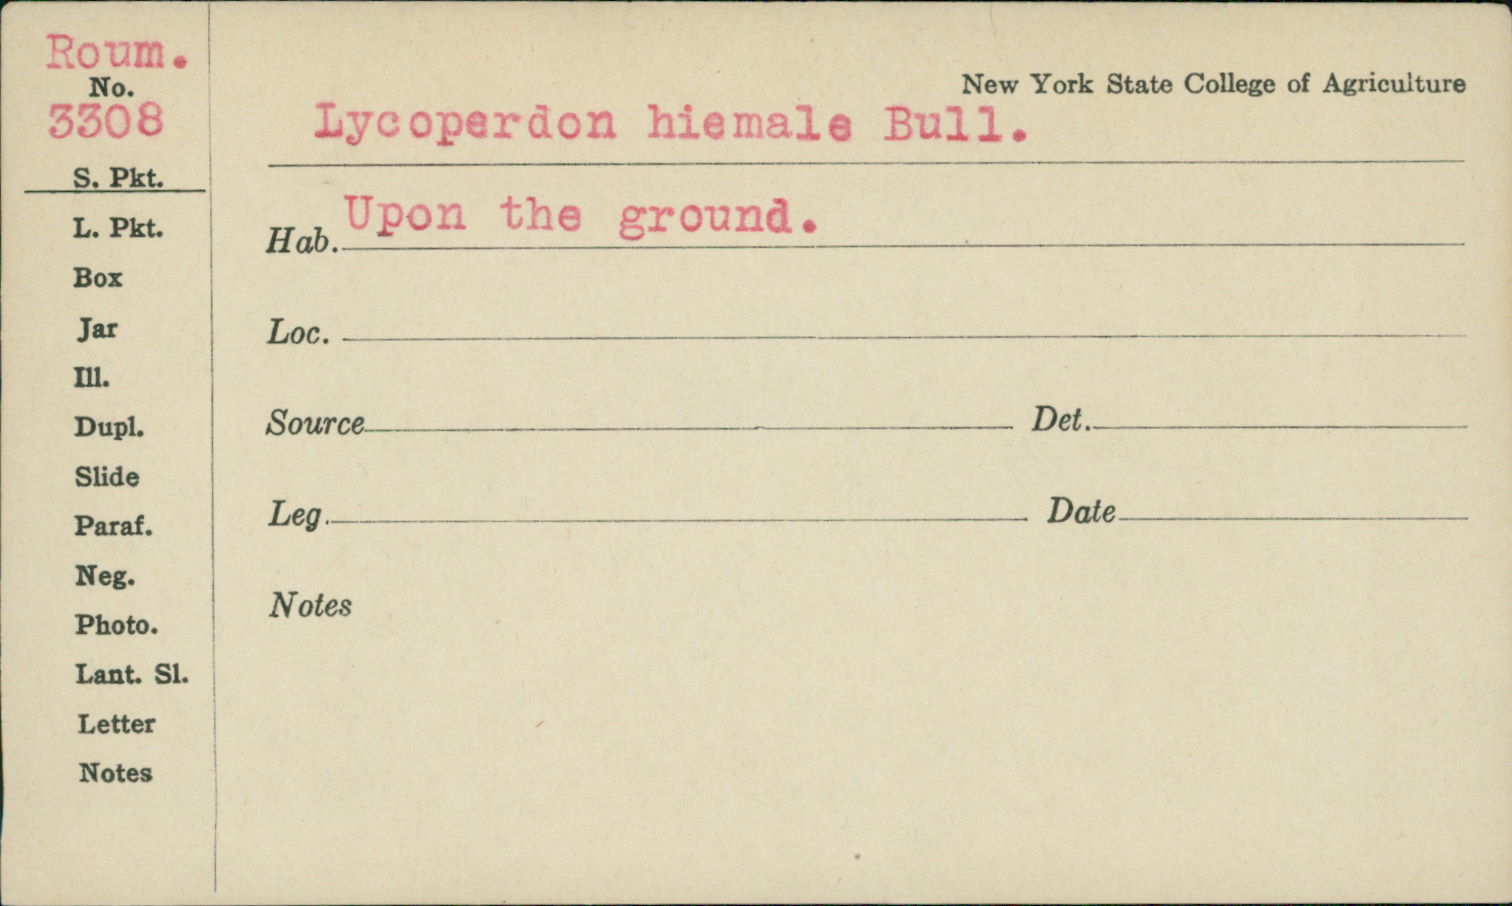 Roum.
No.
3308
S. Pkt.
L. Pkt.
Box
Jar
Ill.
Dupl.
Slide
Paraf.
Neg.
Photo.
Lant. Sl.
Letter
Notes
New York State College of Agriculture
Lycoperdon hiemale Bull.
Hab. Upon the ground.
Loc.
Source Det.
Leg. Date
Notes